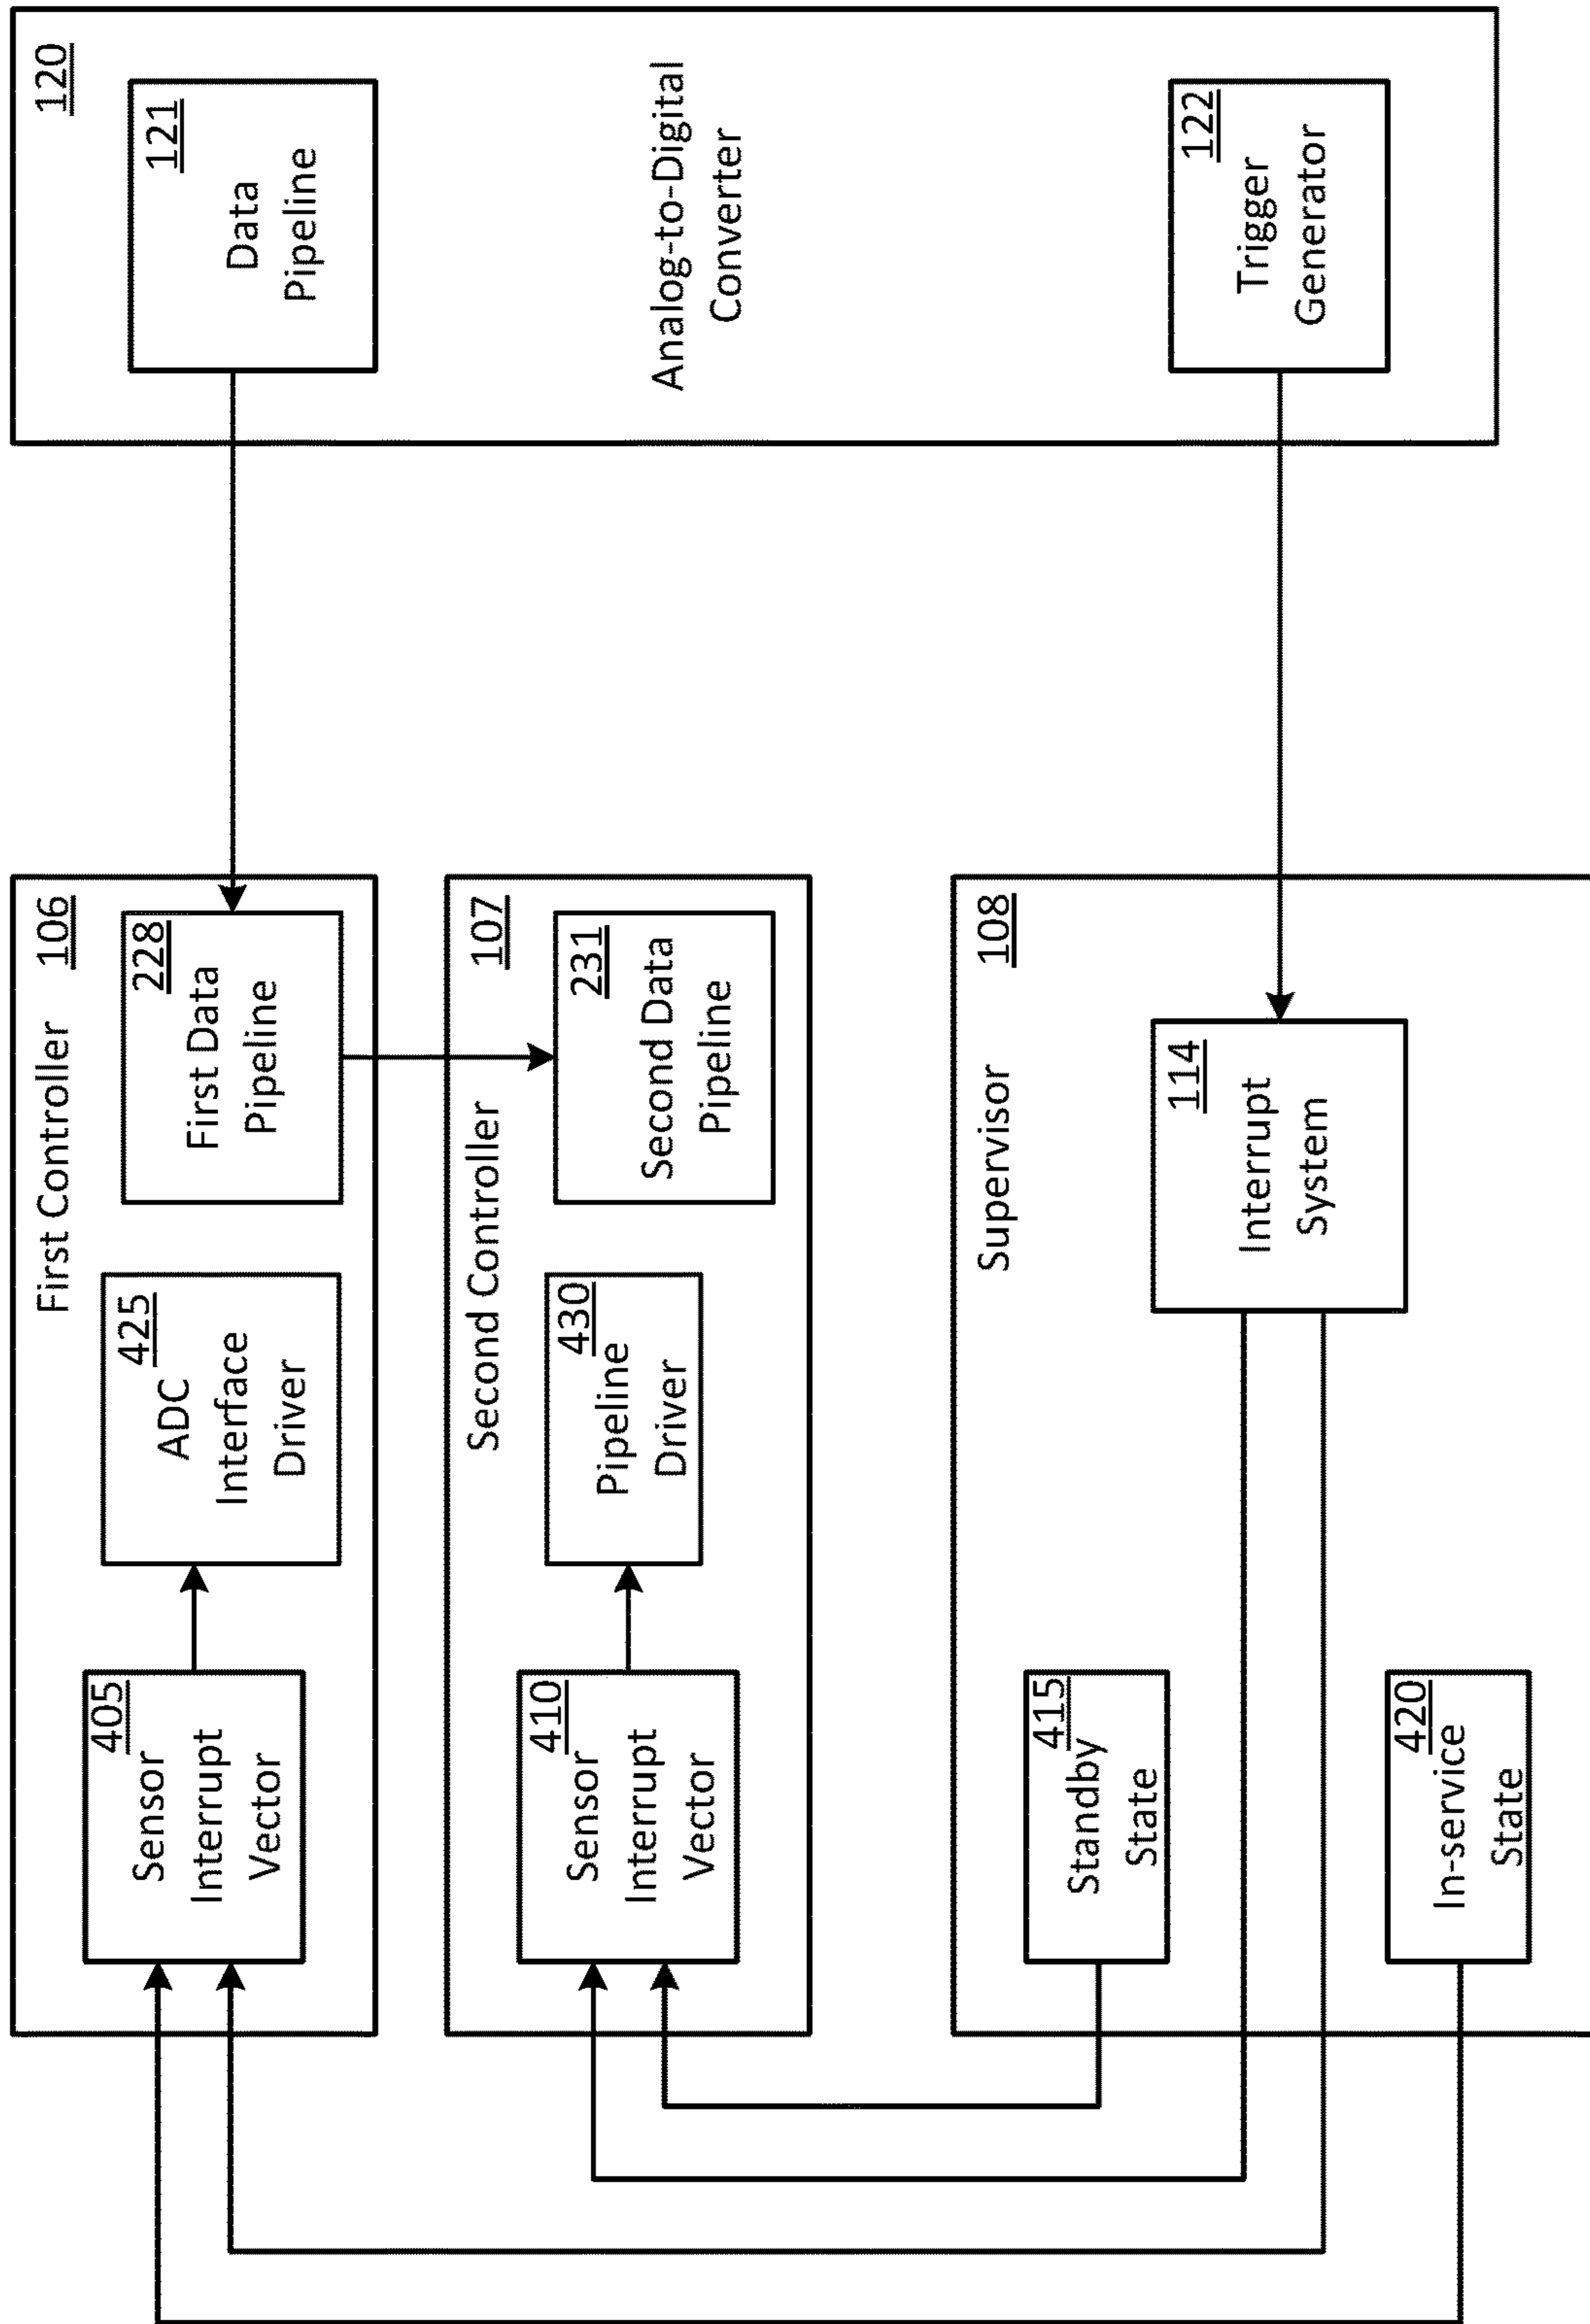 First Controller 106
405
Sensor
Interrupt
Vector
425
ADC
Interface
Driver
228
First Data
Pipeline
Second Controller 107
410
Sensor
Interrupt
Vector
430
Pipeline
Driver
231
Second Data
Pipeline
Supervisor 108
415
Standby
State
420
In-service
State
114
Interrupt
System
120
121
Data
Pipeline
Analog-to-Digital
Converter
122
Trigger
Generator